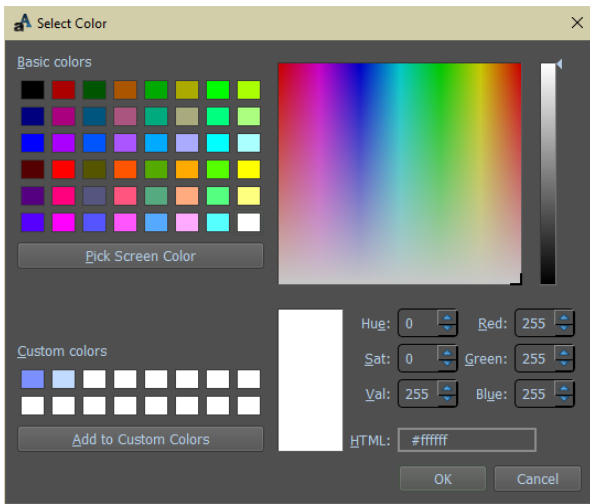 Select Color
Basic colors
Pick Screen Color
Custom colors
Add to Custom Colors
Hue: 0
Red: 255
Sat: 0
Green: 255
Val: 255
Blue: 255
HTML: #ffffff
OK
Cancel